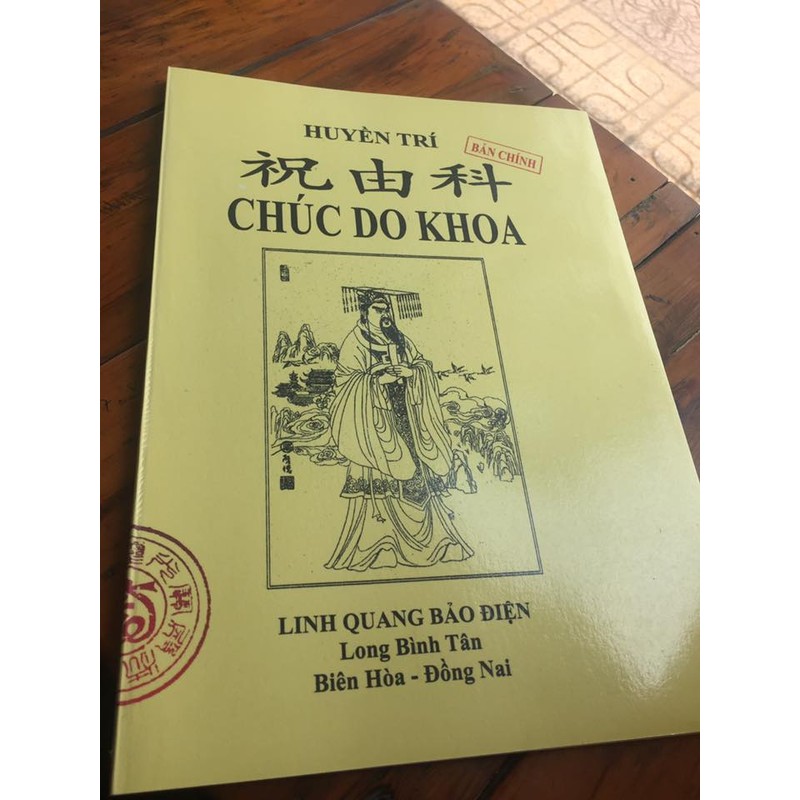 HUYỀN TRÍ
BẢN CHÍNH
祝由科
CHÚC DO KHOA
LINH QUANG BẢO ĐIỆN
Long Bình Tân
Biên Hòa - Đồng Nai